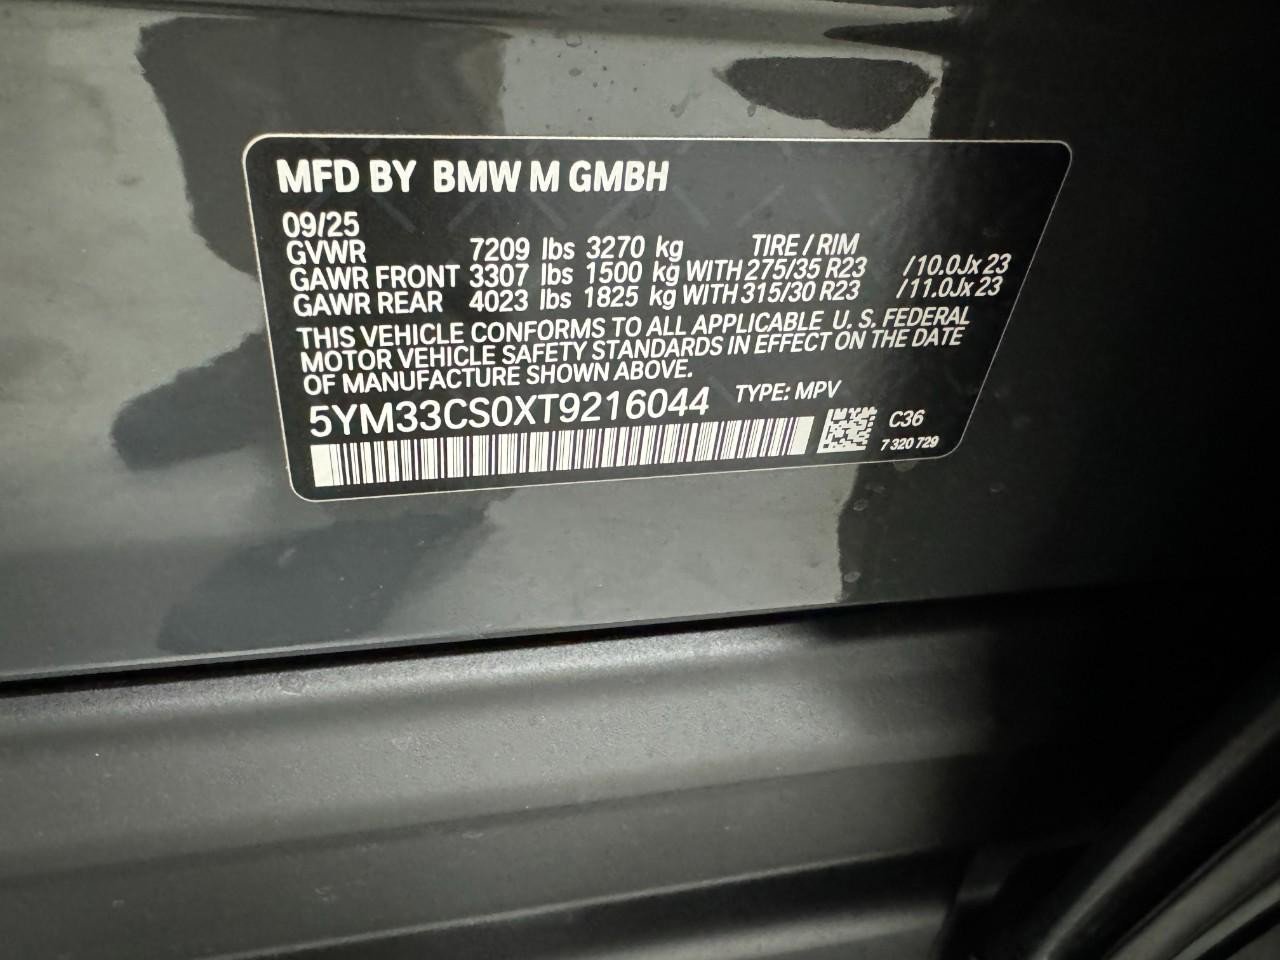 MFD BY BMW M GMBH
09/25
GVWR 7209 lbs 3270 kg TIRE / RIM
GAWR FRONT 3307 lbs 1500 kg WITH 275/35 R23 /10.0Jx 23
GAWR REAR 4023 lbs 1825 kg WITH 315/30 R23 /11.0Jx 23
THIS VEHICLE CONFORMS TO ALL APPLICABLE U. S. FEDERAL
MOTOR VEHICLE SAFETY STANDARDS IN EFFECT ON THE DATE
OF MANUFACTURE SHOWN ABOVE.
5YM33CS0XT9216044 TYPE: MPV
C36
7 320 729